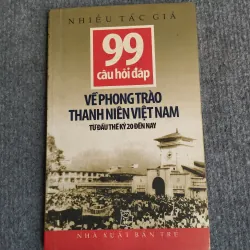 NHIỀU TÁC GIẢ
99
câu hỏi đáp
VỀ PHONG TRÀO
THANH NIÊN VIỆT NAM
TỪ ĐẦU THẾ KỶ 20 ĐẾN NAY
NHÀ XUẤT BẢN TRẺ